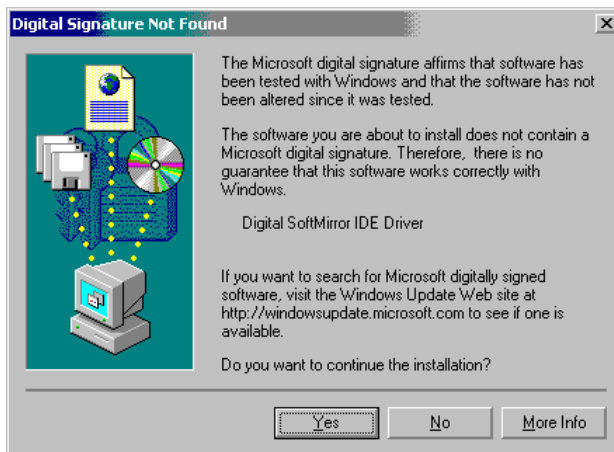 Digital Signature Not Found
The Microsoft digital signature affirms that software has
been tested with Windows and that the software has not
been altered since it was tested.
The software you are about to install does not contain a
Microsoft digital signature. Therefore, there is no
guarantee that this software works correctly with
Windows.
Digital SoftMirror IDE Driver
If you want to search for Microsoft digitally signed
software, visit the Windows Update Web site at
http://windowsupdate.microsoft.com to see if one is
available.
Do you want to continue the installation?
Yes No More Info